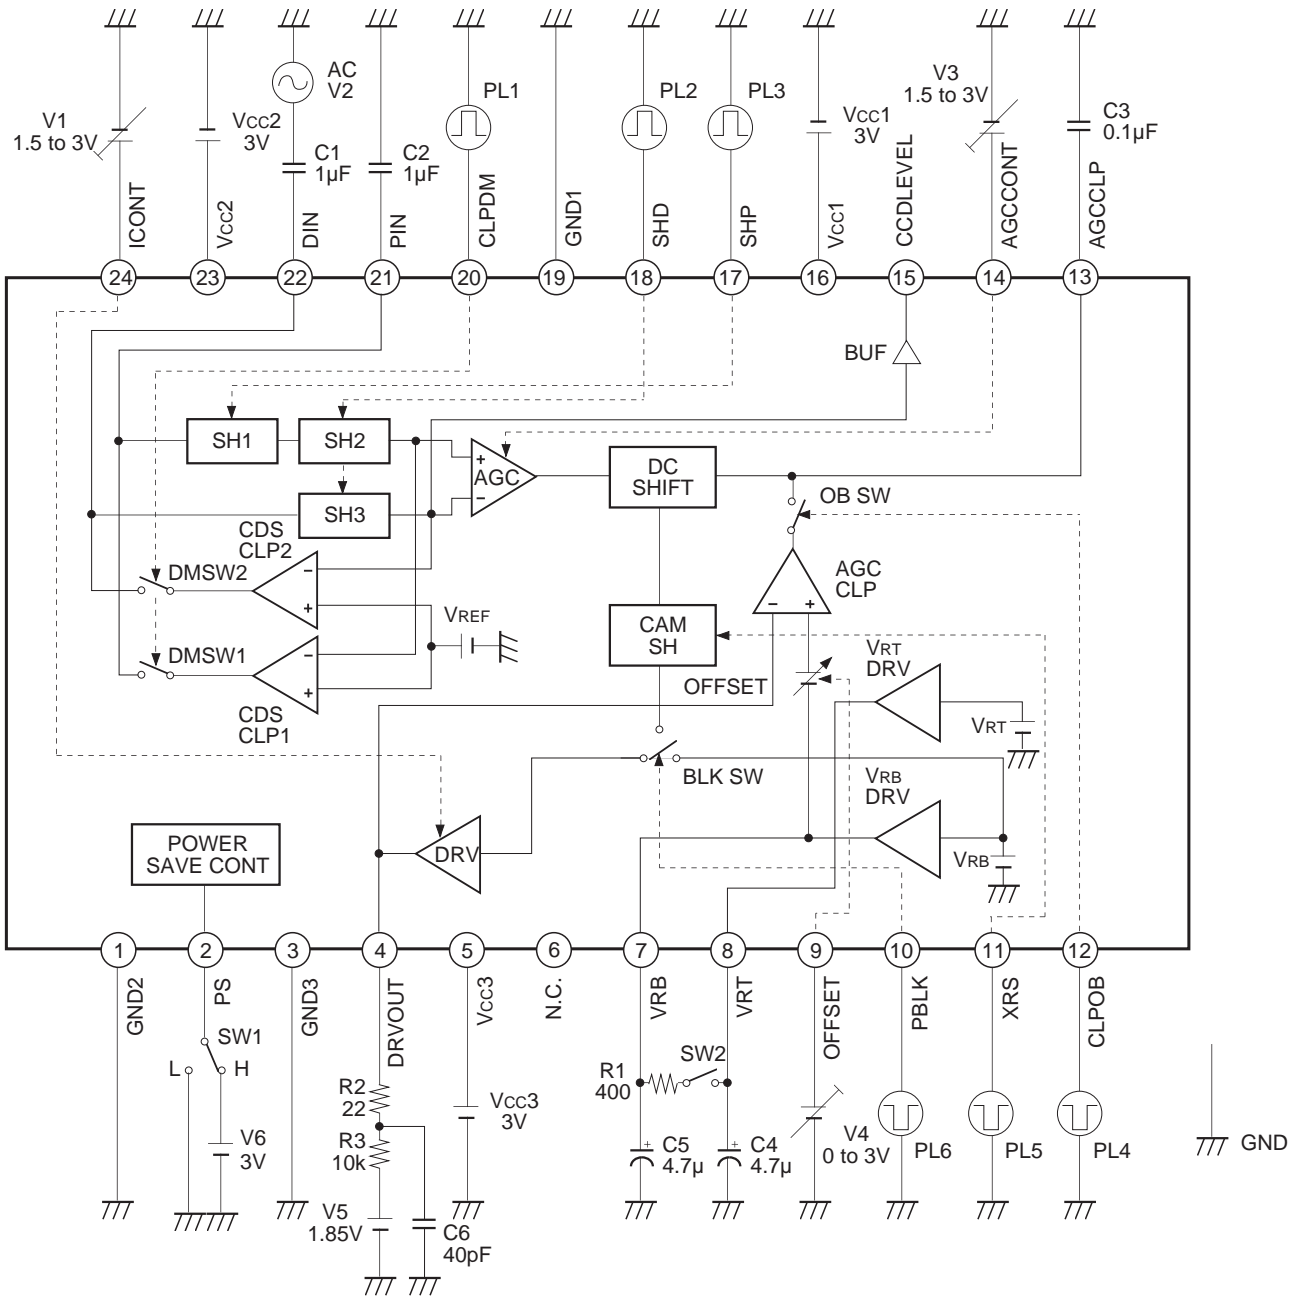 V1
1.5 to 3V
VCC2
3V
AC
V2
C1
1µF
C2
1µF
PL1
PL2
PL3
VCC1
3V
V3
1.5 to 3V
C3
0.1µF
ICONT
VCC2
DIN
PIN
CLPDM
GND1
SHD
SHP
VCC1
CCDLEVEL
AGCCONT
AGCCLP
24
23
22
21
20
19
18
17
16
15
14
13
BUF
SH1
SH2
SH3
+
AGC
−
DC
SHIFT
OB SW
CDS
CLP2
DMSW2
−
+
AGC
CLP
−
+
VREF
CAM
SH
DMSW1
−
+
CDS
CLP1
OFFSET
VRT
DRV
VRT
BLK SW
VRB
DRV
VRB
POWER
SAVE CONT
DRV
1
2
3
4
5
6
7
8
9
10
11
12
GND2
PS
GND3
DRVOUT
VCC3
N.C.
VRB
VRT
OFFSET
PBLK
XRS
CLPOB
SW1
L
H
V6
3V
R2
22
R3
10k
V5
1.85V
C6
40pF
VCC3
3V
R1
400
SW2
+
C5
4.7µ
+
C4
4.7µ
V4
0 to 3V
PL6
PL5
PL4
GND